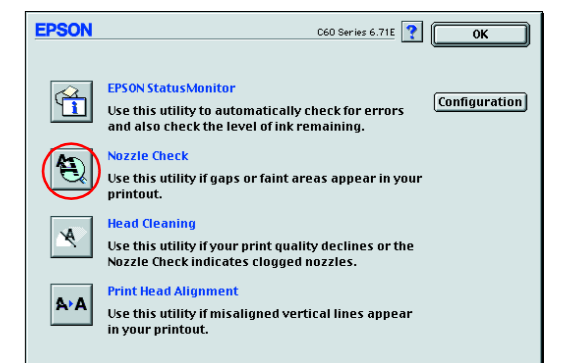 EPSON
C60 Series 6.71E
?
OK
EPSON StatusMonitor
Use this utility to automatically check for errors
and also check the level of ink remaining.
Configuration
Nozzle Check
Use this utility if gaps or faint areas appear in your
printout.
Head Cleaning
Use this utility if your print quality declines or the
Nozzle Check indicates clogged nozzles.
Print Head Alignment
Use this utility if misaligned vertical lines appear
in your printout.